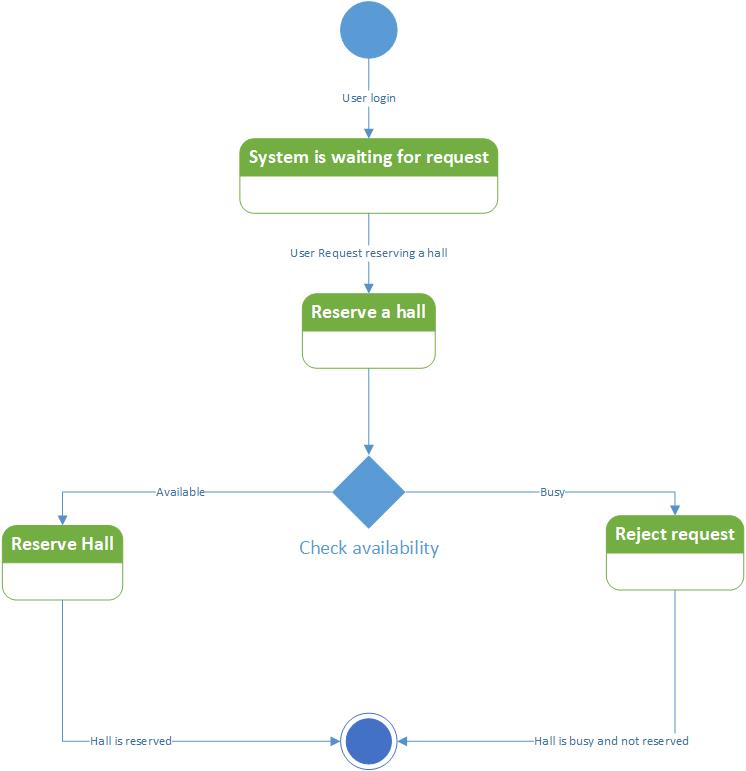 User login
System is waiting for request
User Request reserving a hall
Reserve a hall
Available
Busy
Check availability
Reserve Hall
Reject request
Hall is reserved
Hall is busy and not reserved